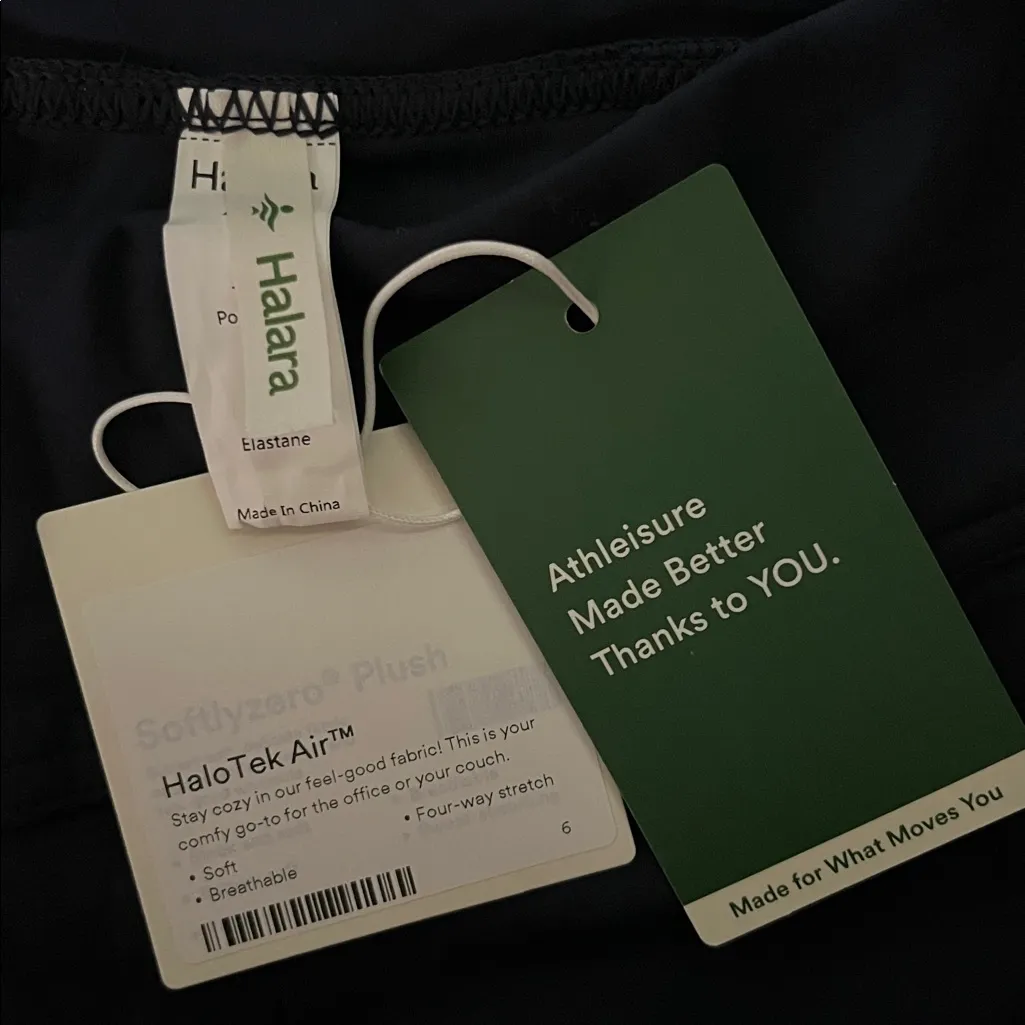 Halara
Elastane
Made In China
Softlyzero® Plush
HaloTek Air™
Stay cozy in our feel-good fabric! This is your
comfy go-to for the office or your couch.
• Soft
• Four-way stretch
• Breathable
6
Athleisure
Made Better
Thanks to YOU.
Made for What Moves You